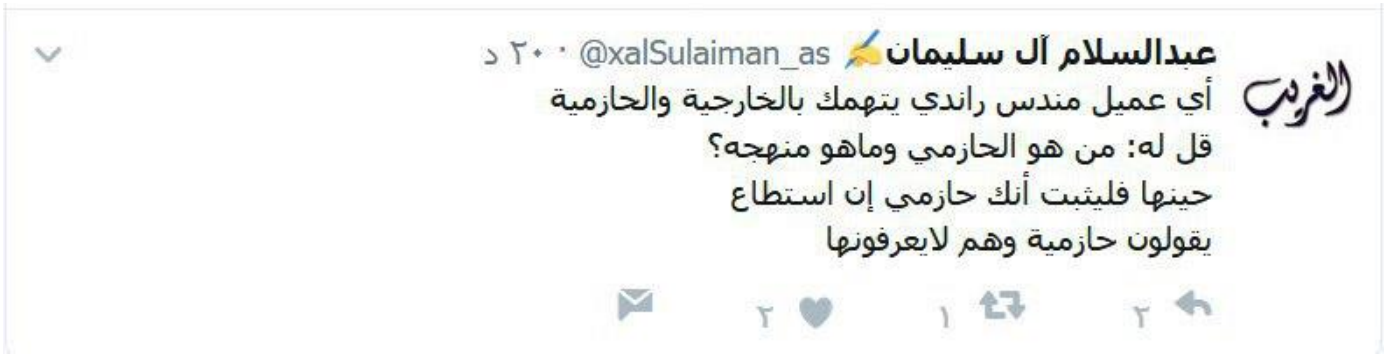 عبدالسلام آل سليمان✍️ @xalSulaiman_as · ٢٠ د
الغريب
أي عميل مندس راندي يتهمك بالخارجية والحازمية
قل له: من هو الحازمي وماهو منهجه؟
حينها فليثبت أنك حازمي إن استطاع
يقولون حازمية وهم لايعرفونها
٢ ١ ٢